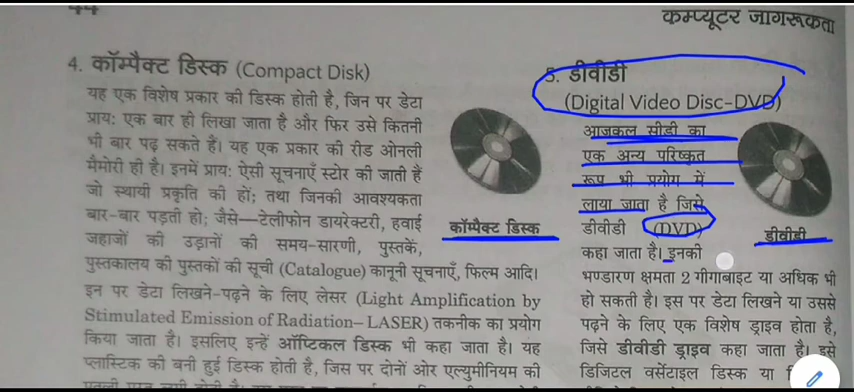 कम्प्यूटर जागरूकता
4. कॉम्पैक्ट डिस्क (Compact Disk)
यह एक विशेष प्रकार की डिस्क होती है, जिन पर डेटा
प्रायः एक बार ही लिखा जाता है और फिर उसे कितनी
भी बार पढ़ सकते हैं। यह एक प्रकार की रीड ओनली
मैमोरी ही है। इनमें प्रायः ऐसी सूचनाएँ स्टोर की जाती हैं
जो स्थायी प्रकृति की हों; तथा जिनकी आवश्यकता
बार-बार पड़ती हो; जैसे—टेलीफोन डायरेक्टरी, हवाई
जहाजों की उड़ानों की समय-सारणी, पुस्तकें,
पुस्तकालय की पुस्तकों की सूची (Catalogue) कानूनी सूचनाएँ, फिल्म आदि।
इन पर डेटा लिखने-पढ़ने के लिए लेसर (Light Amplification by
Stimulated Emission of Radiation–LASER) तकनीक का प्रयोग
किया जाता है। इसलिए इन्हें ऑप्टिकल डिस्क भी कहा जाता है। यह
प्लास्टिक की बनी हुई डिस्क होती है, जिस पर दोनों ओर एल्युमीनियम की
कॉम्पैक्ट डिस्क
5. डीवीडी
(Digital Video Disc–DVD)
आजकल सीडी का
एक अन्य परिष्कृत
रूप भी प्रयोग में
लाया जाता है जिसे
डीवीडी (DVD)
कहा जाता है। इनकी
भण्डारण क्षमता 2 गीगाबाइट या अधिक भी
हो सकती है। इस पर डेटा लिखने या उससे
पढ़ने के लिए एक विशेष ड्राइव होता है,
जिसे डीवीडी ड्राइव कहा जाता है। इसे
डिजिटल वर्सेटाइल डिस्क या
डीवीडी